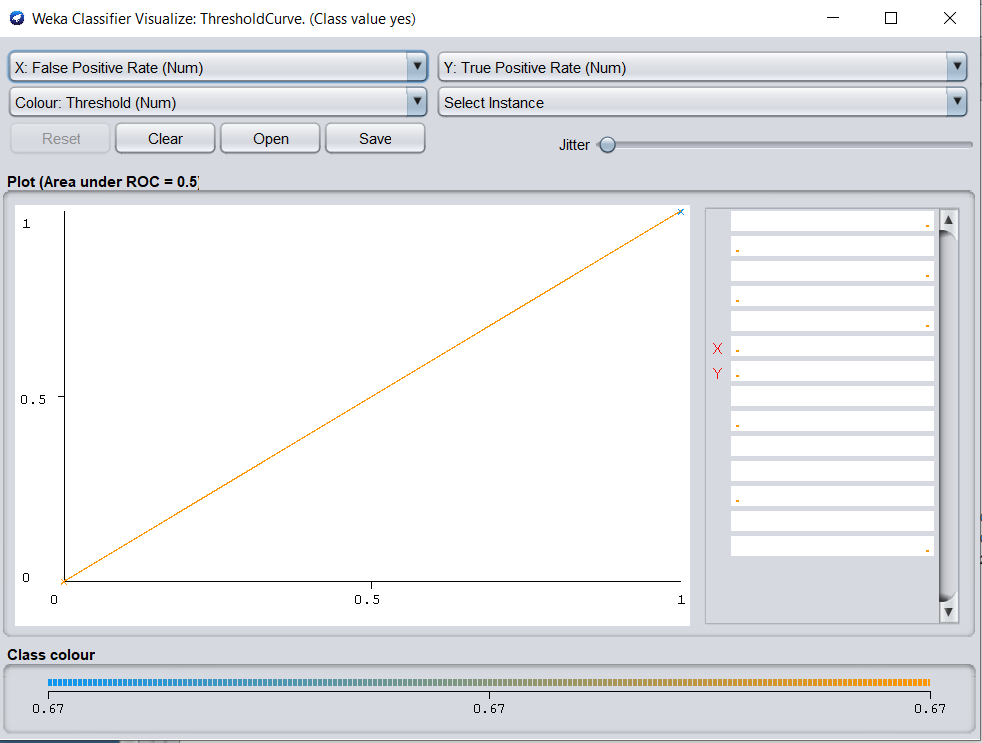 Weka Classifier Visualize: ThresholdCurve. (Class value yes)
X: False Positive Rate (Num)
Y: True Positive Rate (Num)
Colour: Threshold (Num)
Select Instance
Reset
Clear
Open
Save
Jitter
Plot (Area under ROC = 0.5)
1
0.5
0
0
0.5
1
X
Y
Class colour
0.67
0.67
0.67